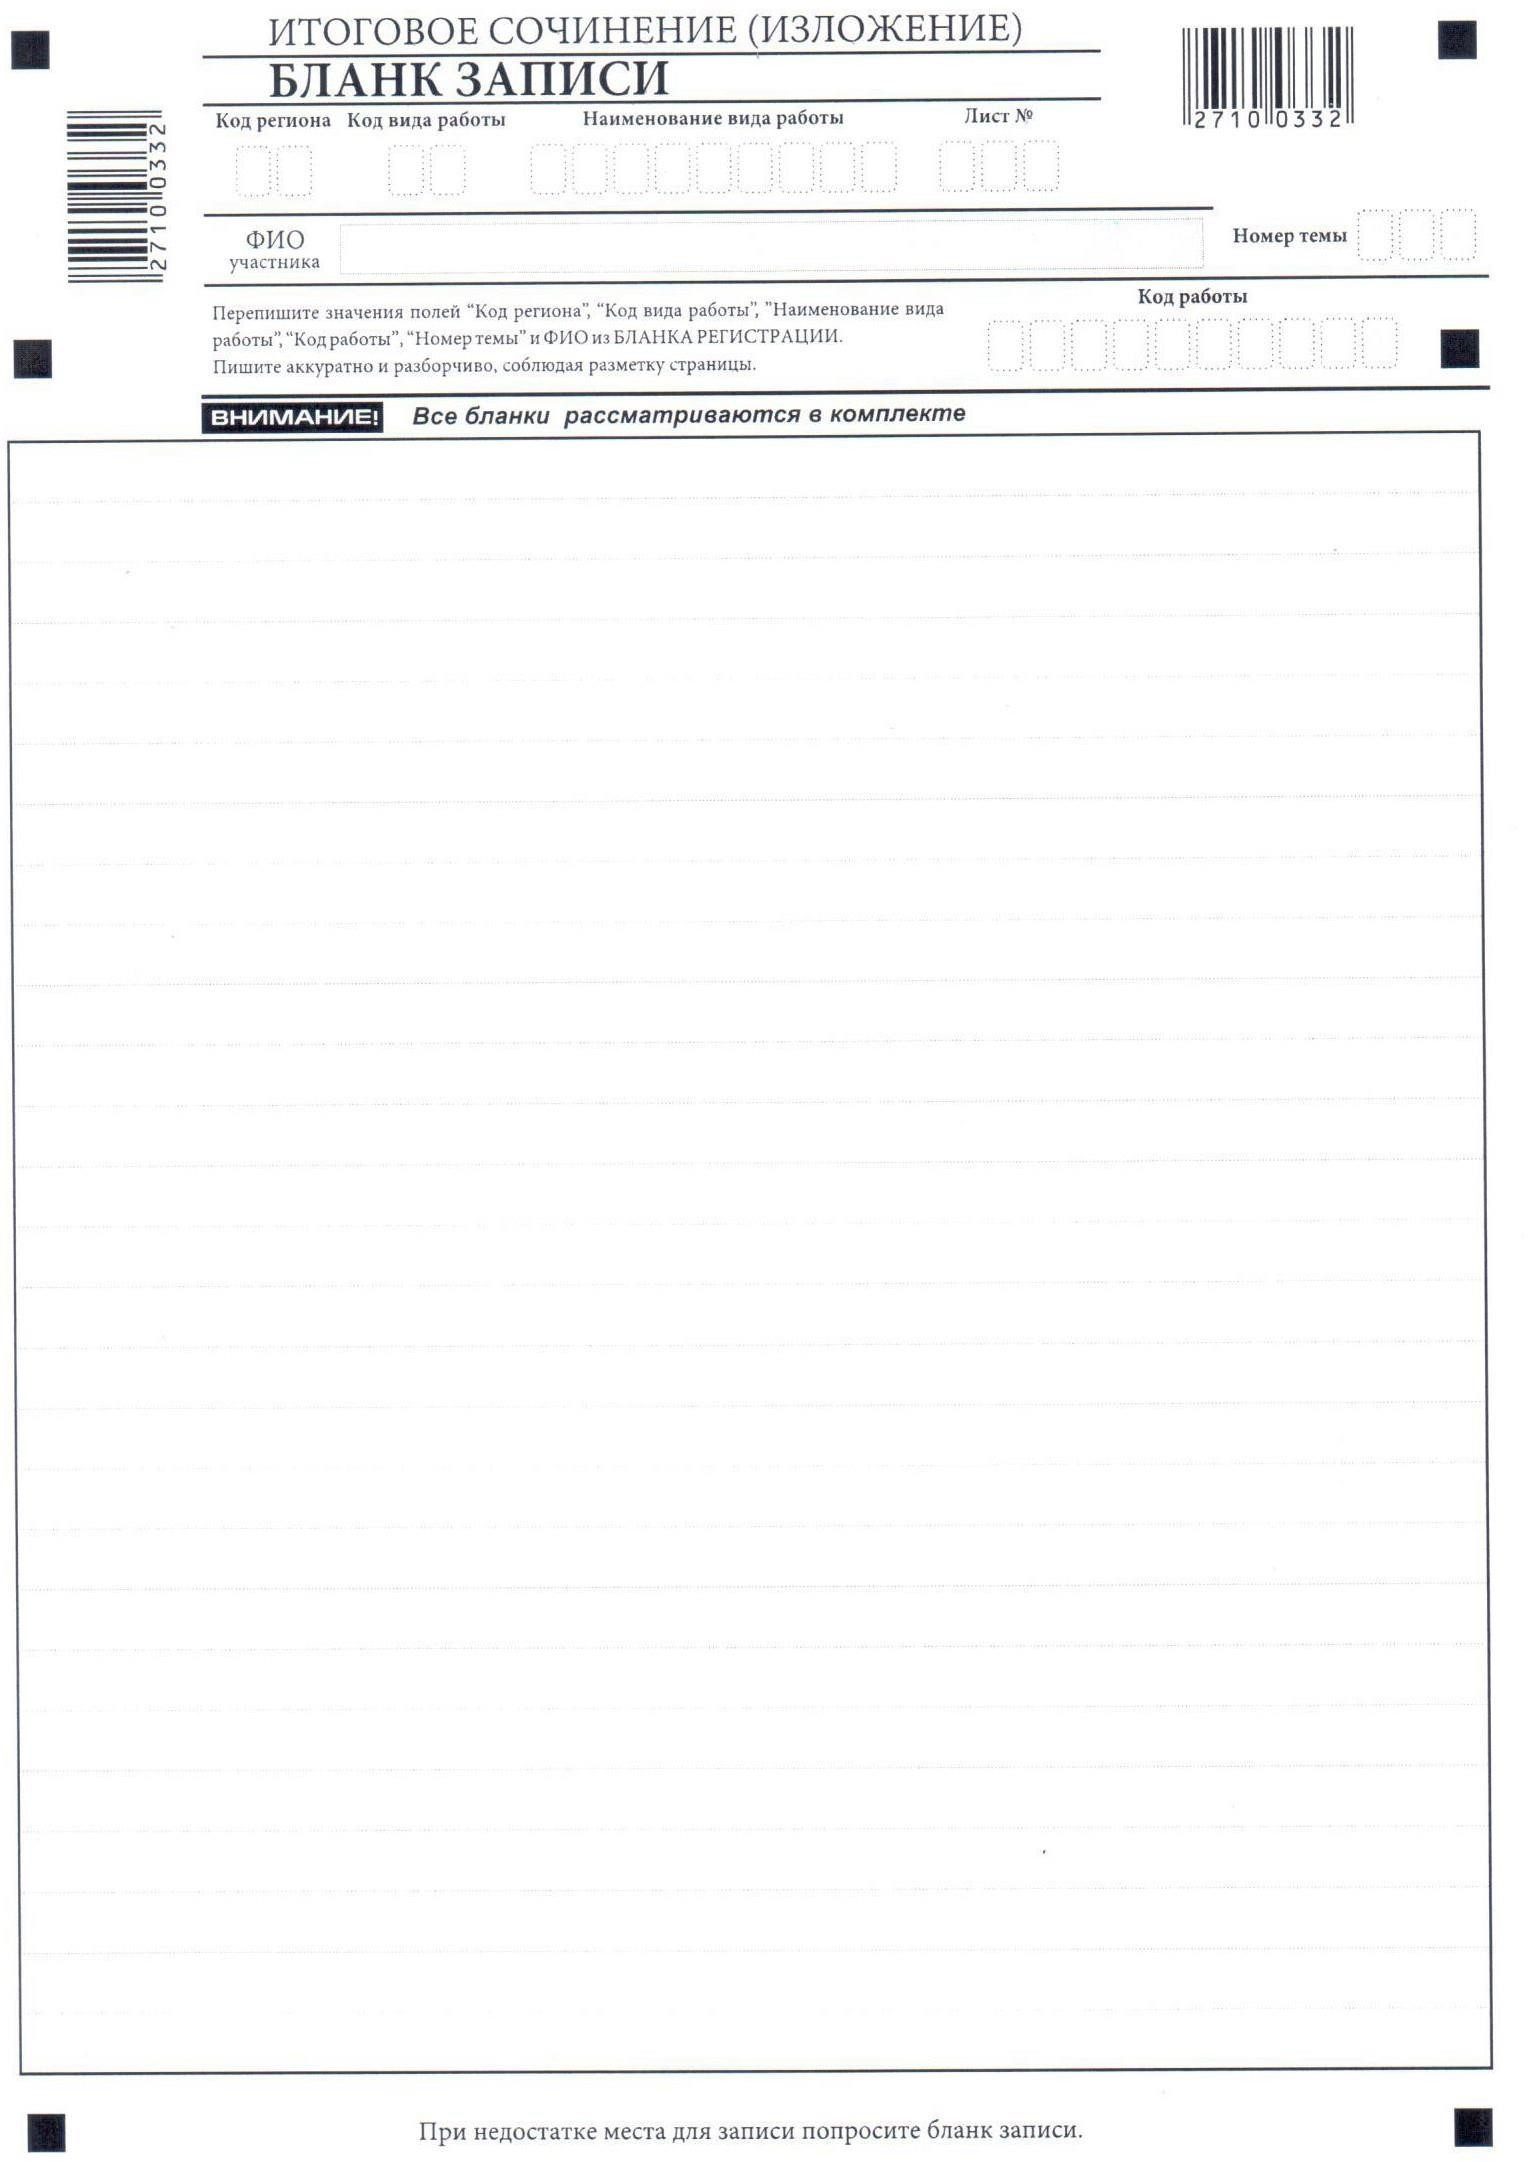 ИТОГОВОЕ СОЧИНЕНИЕ (ИЗЛОЖЕНИЕ)
БЛАНК ЗАПИСИ
2710 0332
2710 0332
Код региона Код вида работы Наименование вида работы Лист №
ФИО
участника
Номер темы
Код работы
Перепишите значения полей “Код региона”, “Код вида работы”, ”Наименование вида
работы”, “Код работы”, “Номер темы” и ФИО из БЛАНКА РЕГИСТРАЦИИ.
Пишите аккуратно и разборчиво, соблюдая разметку страницы.
ВНИМАНИЕ! Все бланки рассматриваются в комплекте
При недостатке места для записи попросите бланк записи.